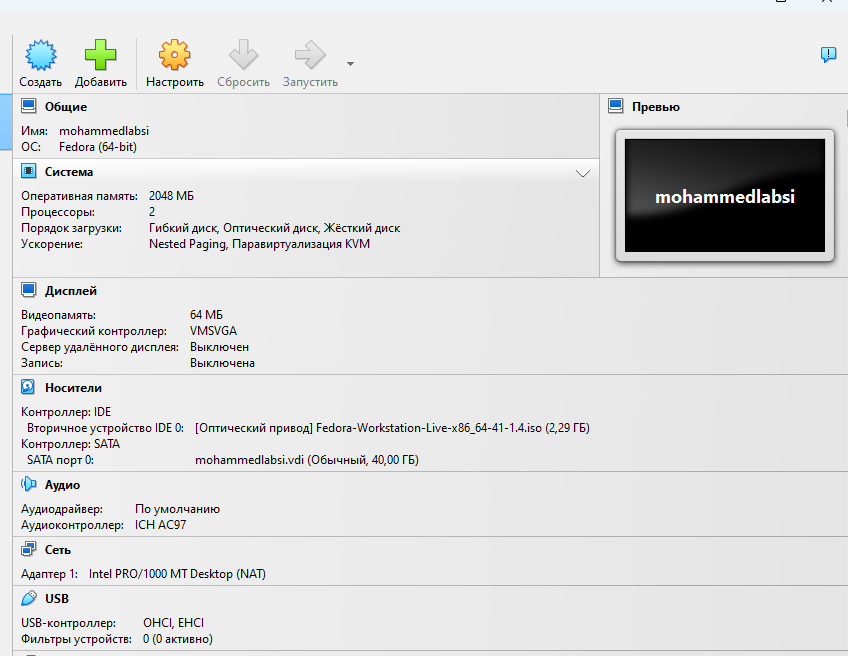 Создать Добавить Настроить Сбросить Запустить
Общие
Имя: mohammedlabsi
ОС: Fedora (64-bit)
Система
Оперативная память: 2048 МБ
Процессоры: 2
Порядок загрузки: Гибкий диск, Оптический диск, Жёсткий диск
Ускорение: Nested Paging, Паравиртуализация KVM
Превью
mohammedlabsi
Дисплей
Видеопамять: 64 МБ
Графический контроллер: VMSVGA
Сервер удалённого дисплея: Выключен
Запись: Выключена
Носители
Контроллер: IDE
Вторичное устройство IDE 0: [Оптический привод] Fedora-Workstation-Live-x86_64-41-1.4.iso (2,29 ГБ)
Контроллер: SATA
SATA порт 0: mohammedlabsi.vdi (Обычный, 40,00 ГБ)
Аудио
Аудиодрайвер: По умолчанию
Аудиоконтроллер: ICH AC97
Сеть
Адаптер 1: Intel PRO/1000 MT Desktop (NAT)
USB
USB-контроллер: OHCI, EHCI
Фильтры устройств: 0 (0 активно)